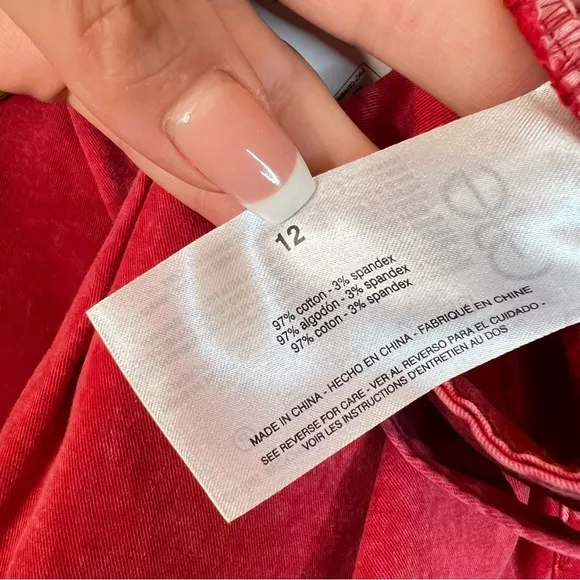 12
97% cotton - 3% spandex
97% algodón - 3% spandex
97% coton - 3% spandex
MADE IN CHINA - HECHO EN CHINA - FABRIQUÉ EN CHINE
SEE REVERSE FOR CARE - VER AL REVERSO PARA EL CUIDADO -
VOIR LES INSTRUCTIONS D'ENTRETIEN AU DOS